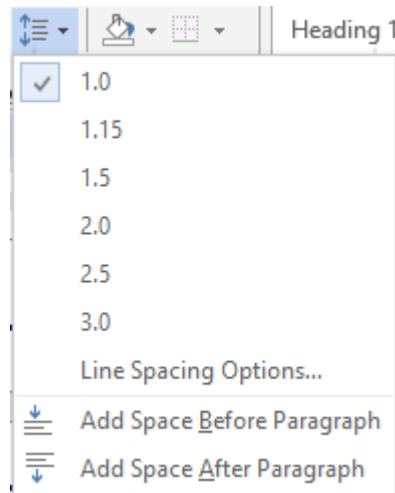 Heading 1
1.0
1.15
1.5
2.0
2.5
3.0
Line Spacing Options...
Add Space Before Paragraph
Add Space After Paragraph